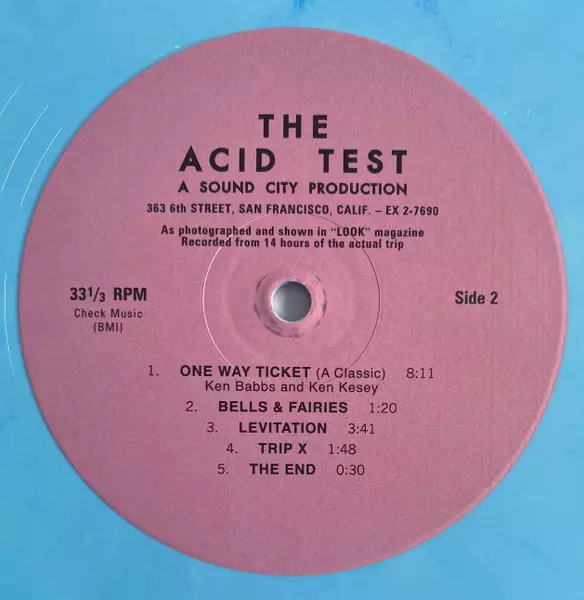 THE
ACID TEST
A SOUND CITY PRODUCTION
363 6th STREET, SAN FRANCISCO, CALIF. – EX 2-7690
As photographed and shown in "LOOK" magazine
Recorded from 14 hours of the actual trip
33 1/3 RPM
Check Music
(BMI)
Side 2
1. ONE WAY TICKET (A Classic) 8:11
Ken Babbs and Ken Kesey
2. BELLS & FAIRIES 1:20
3. LEVITATION 3:41
4. TRIP X 1:48
5. THE END 0:30